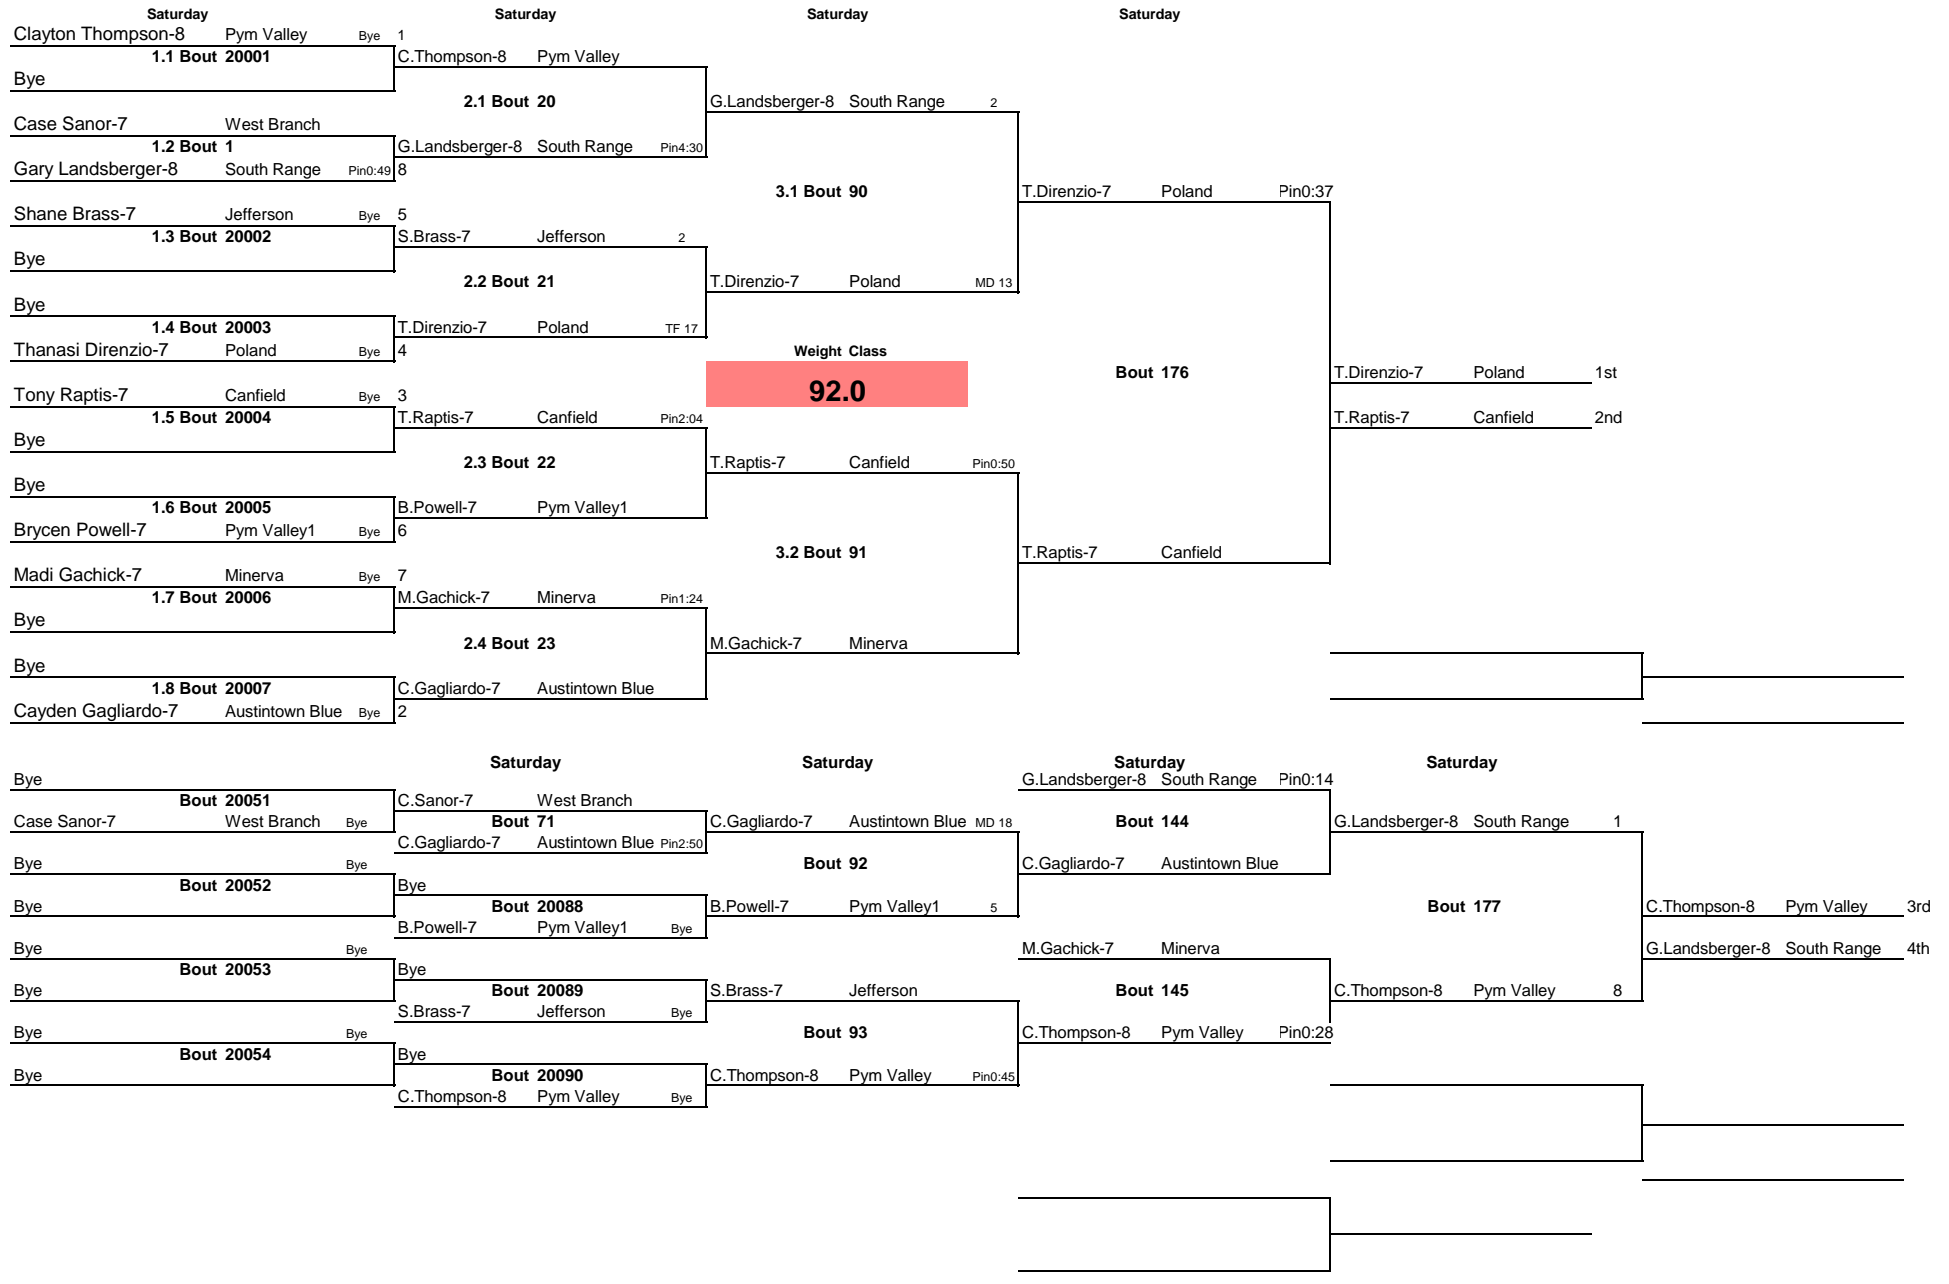 Saturday Saturday Saturday Saturday
Clayton Thompson-8 Pym Valley Bye 1
1.1 Bout 20001 C.Thompson-8 Pym Valley
Bye
2.1 Bout 20 G.Landsberger-8 South Range 2
Case Sanor-7 West Branch
1.2 Bout 1 G.Landsberger-8 South Range Pin4:30
Gary Landsberger-8 South Range Pin0:49 8
3.1 Bout 90 T.Direnzio-7 Poland Pin0:37
Shane Brass-7 Jefferson Bye 5
1.3 Bout 20002 S.Brass-7 Jefferson 2
Bye
2.2 Bout 21 T.Direnzio-7 Poland MD 13
Bye
1.4 Bout 20003 T.Direnzio-7 Poland TF 17
Thanasi Direnzio-7 Poland Bye 4 Weight Class
Bout 176 T.Direnzio-7 Poland 1st
Tony Raptis-7 Canfield Bye 3 92.0
1.5 Bout 20004 T.Raptis-7 Canfield Pin2:04 T.Raptis-7 Canfield 2nd
Bye
2.3 Bout 22 T.Raptis-7 Canfield Pin0:50
Bye
1.6 Bout 20005 B.Powell-7 Pym Valley1
Brycen Powell-7 Pym Valley1 Bye 6
3.2 Bout 91 T.Raptis-7 Canfield
Madi Gachick-7 Minerva Bye 7
1.7 Bout 20006 M.Gachick-7 Minerva Pin1:24
Bye
2.4 Bout 23 M.Gachick-7 Minerva
Bye
1.8 Bout 20007 C.Gagliardo-7 Austintown Blue
Cayden Gagliardo-7 Austintown Blue Bye 2
Saturday Saturday Saturday Saturday
Bye G.Landsberger-8 South Range Pin0:14
Bout 20051 C.Sanor-7 West Branch
Case Sanor-7 West Branch Bye Bout 71 C.Gagliardo-7 Austintown Blue MD 18 Bout 144 G.Landsberger-8 South Range 1
C.Gagliardo-7 Austintown Blue Pin2:50
Bye Bye Bout 92 C.Gagliardo-7 Austintown Blue
Bout 20052 Bye
Bye Bout 20088 B.Powell-7 Pym Valley1 5 Bout 177 C.Thompson-8 Pym Valley 3rd
B.Powell-7 Pym Valley1 Bye
Bye Bye M.Gachick-7 Minerva G.Landsberger-8 South Range 4th
Bout 20053 Bye
Bye Bout 20089 S.Brass-7 Jefferson Bout 145 C.Thompson-8 Pym Valley 8
S.Brass-7 Jefferson Bye
Bye Bye Bout 93 C.Thompson-8 Pym Valley Pin0:28
Bout 20054 Bye
Bye Bout 20090 C.Thompson-8 Pym Valley Pin0:45
C.Thompson-8 Pym Valley Bye